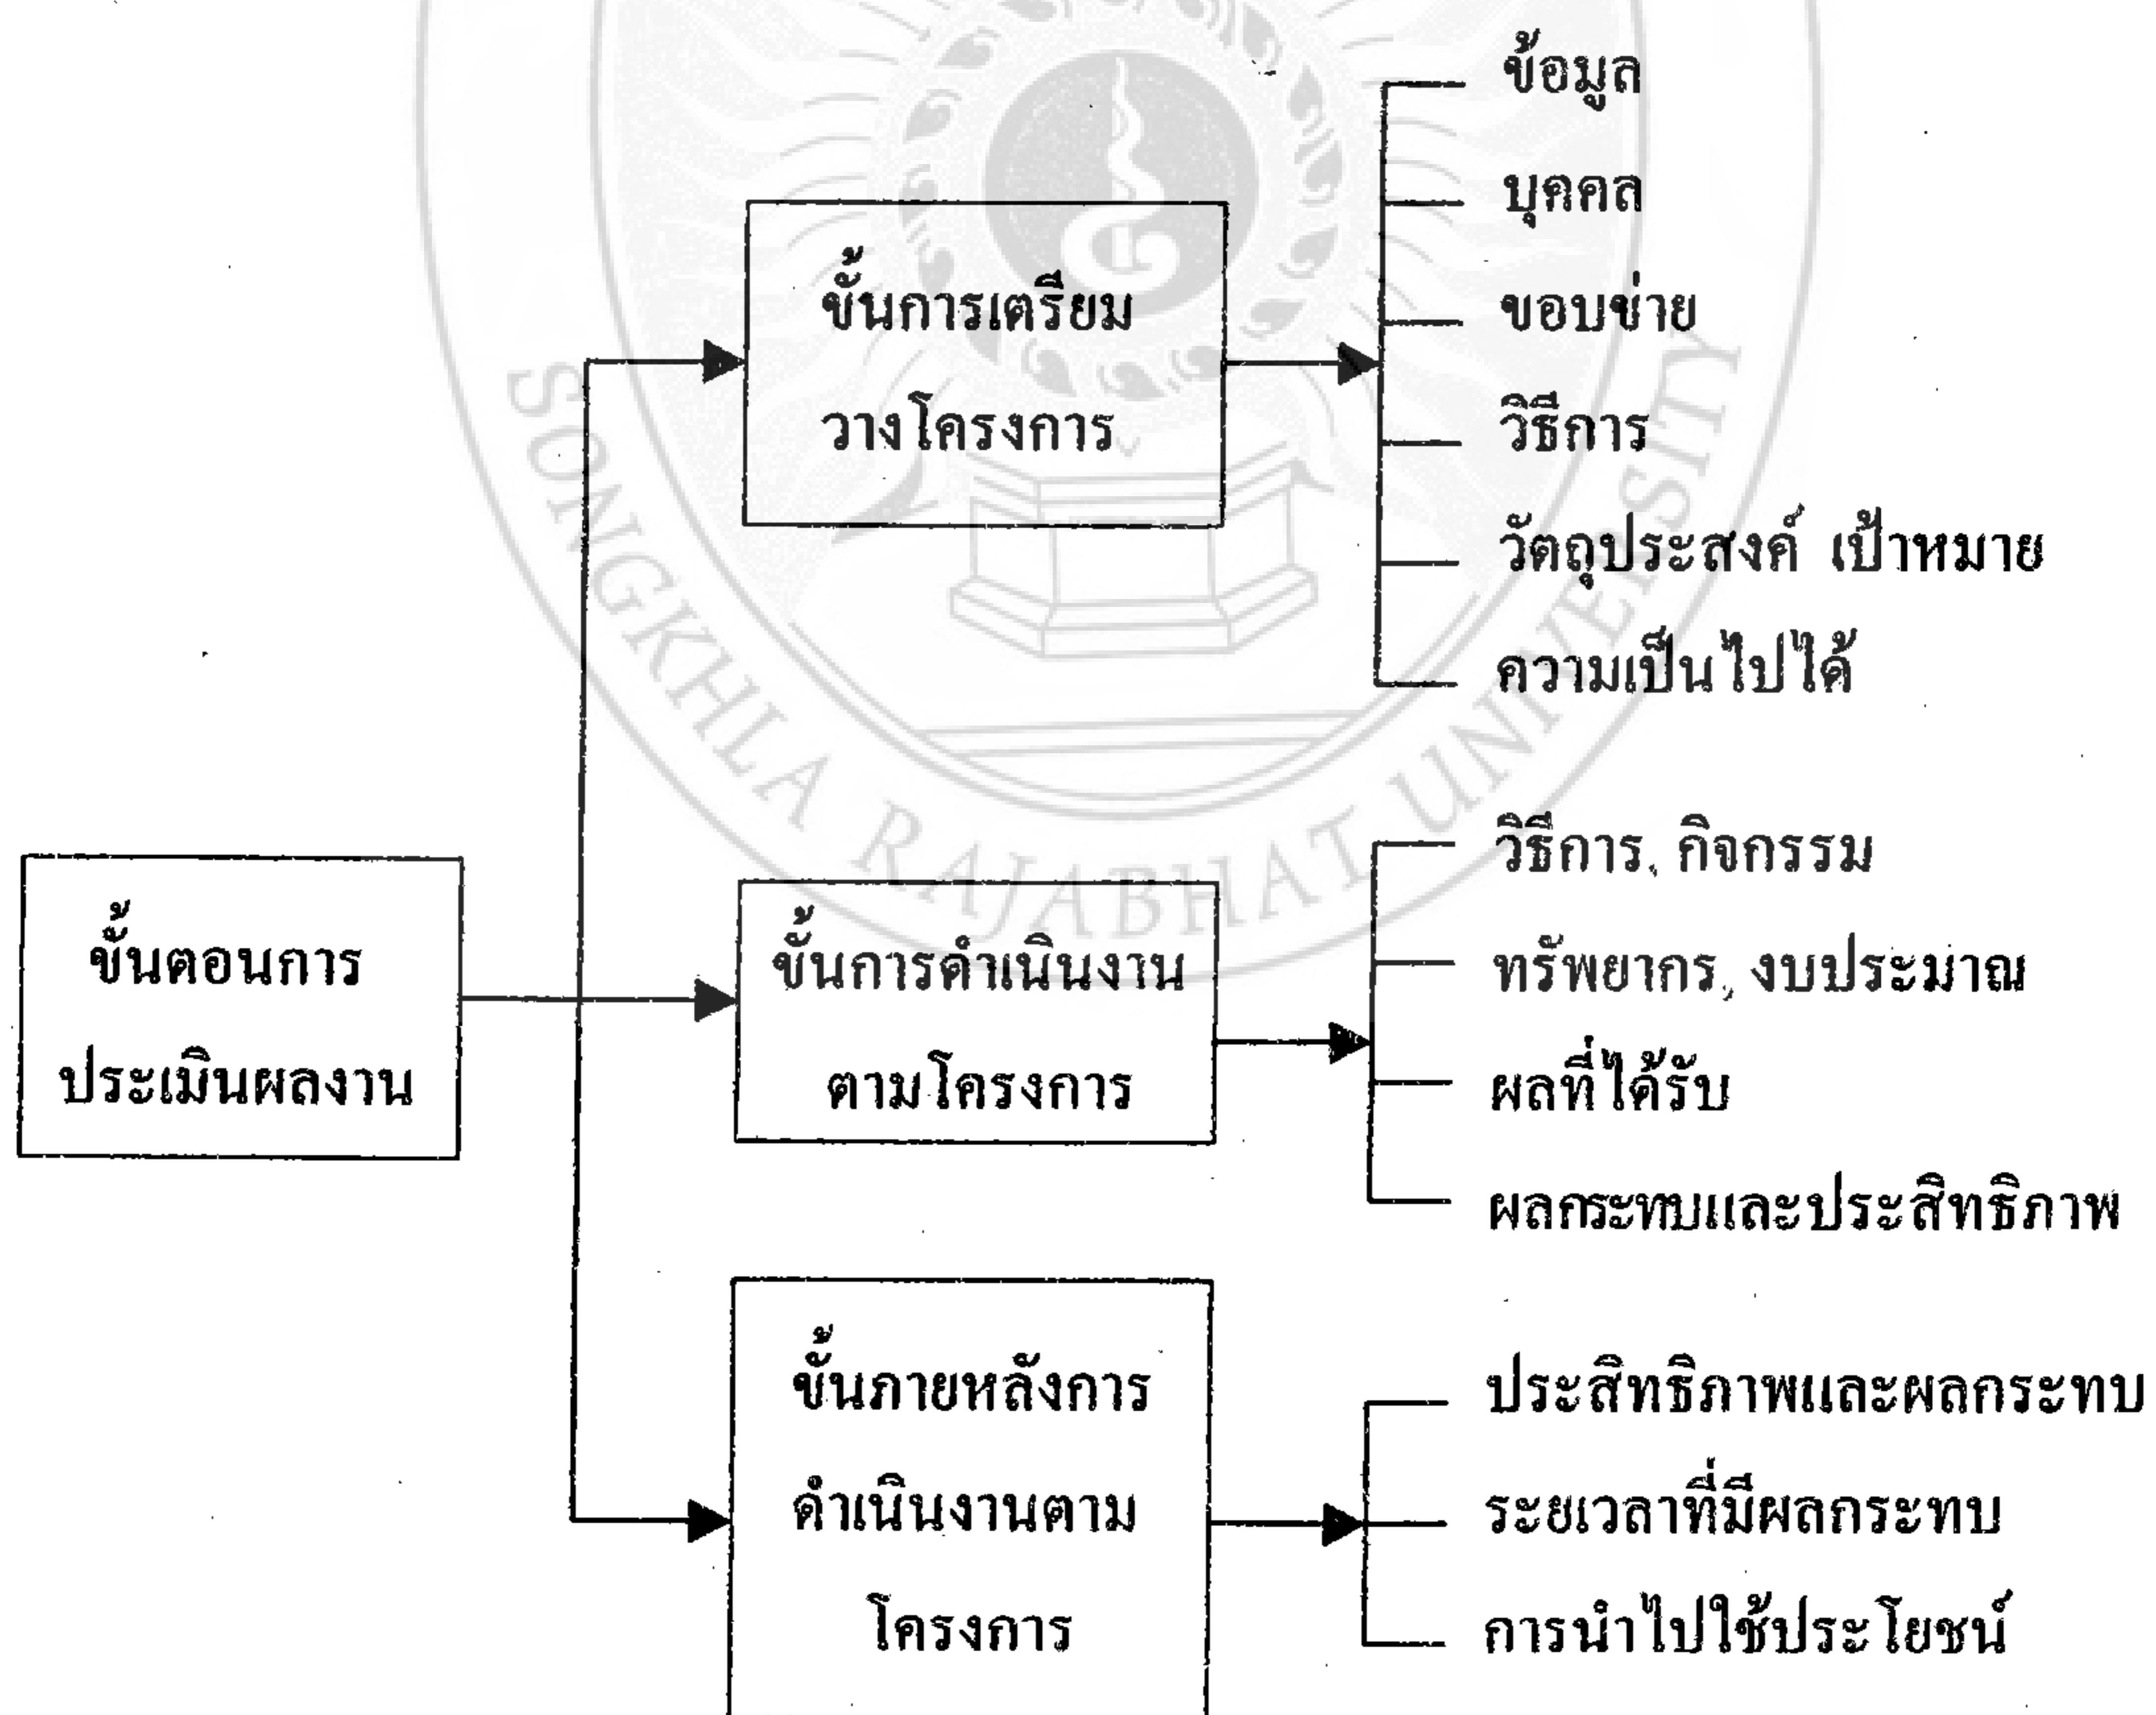 ข้อมูล
บุคคล
ขอบข่าย
วิธีการ
วัตถุประสงค์ เป้าหมาย
ความเป็นไปได้
ขั้นการเตรียม
วางโครงการ
ขั้นตอนการ
ประเมินผลงาน
ขั้นการดำเนินงาน
ตามโครงการ
วิธีการ, กิจกรรม
ทรัพยากร, งบประมาณ
ผลที่ได้รับ
ผลกระทบและประสิทธิภาพ
ขั้นภายหลังการ
ดำเนินงานตาม
โครงการ
ประสิทธิภาพและผลกระทบ
ระยเวลาที่มีผลกระทบ
การนำไปใช้ประโยชน์
SONGKHLA RAJABHAT UNIVERSITY